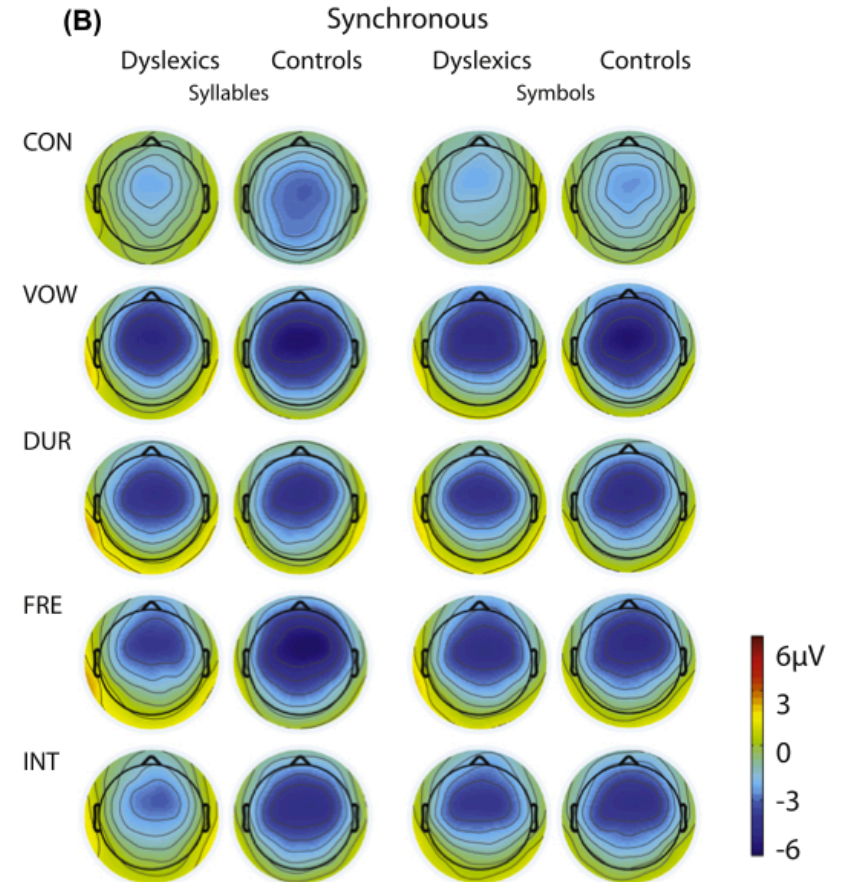 (B) Synchronous
Dyslexics Controls Dyslexics Controls
Syllables Symbols
CON
VOW
DUR
FRE
INT
6µV
3
0
-3
-6